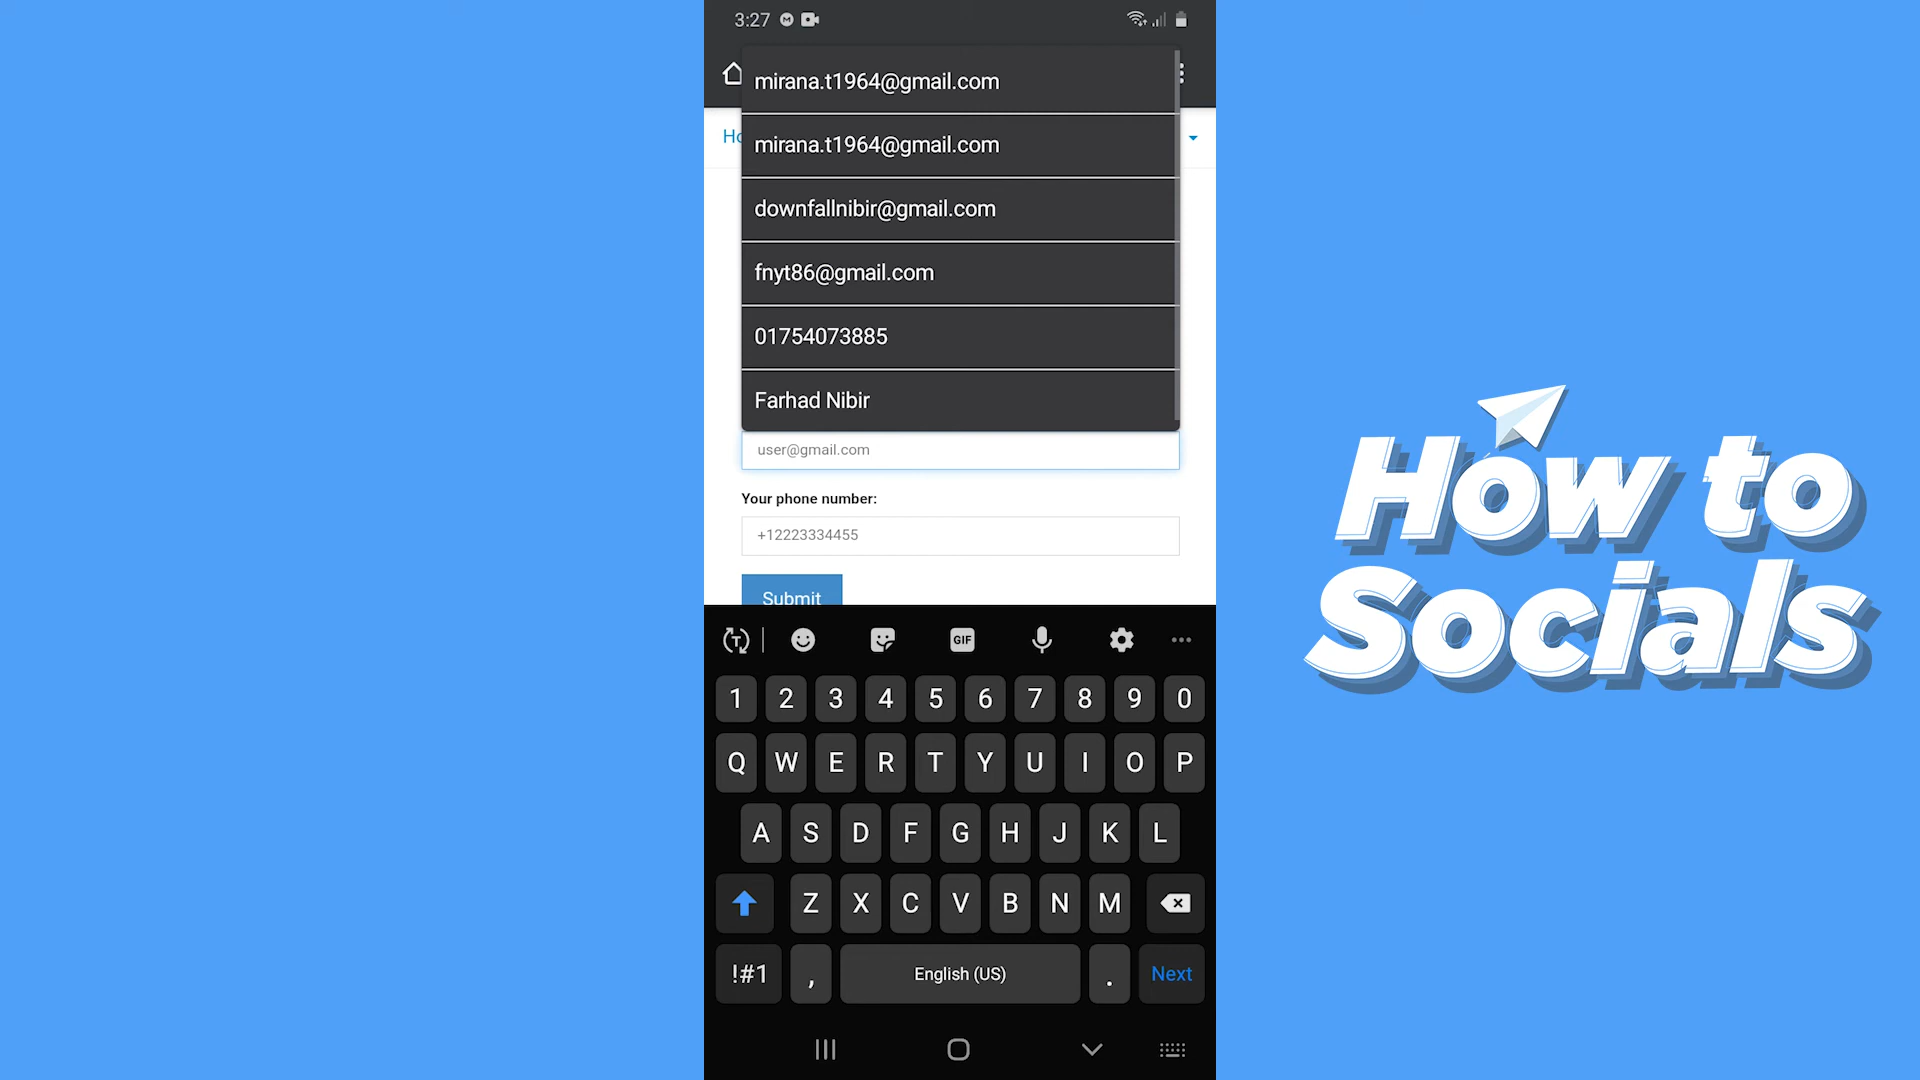 3:27
mirana.t1964@gmail.com
mirana.t1964@gmail.com
downfallnibir@gmail.com
fnyt86@gmail.com
01754073885
Farhad Nibir
user@gmail.com
Your phone number:
+12223334455
Submit
GIF
1 2 3 4 5 6 7 8 9 0
Q W E R T Y U I O P
A S D F G H J K L
Z X C V B N M
!#1 , English (US) . Next
How to
Socials